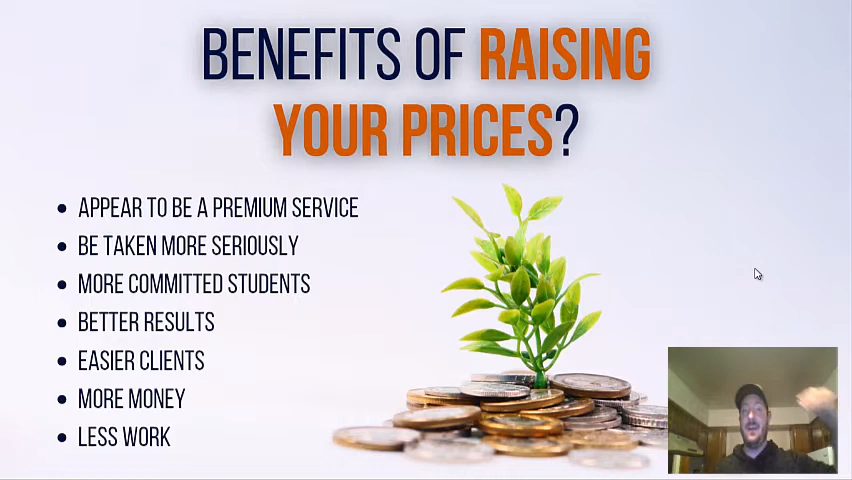 BENEFITS OF RAISING
YOUR PRICES?
APPEAR TO BE A PREMIUM SERVICE
BE TAKEN MORE SERIOUSLY
MORE COMMITTED STUDENTS
BETTER RESULTS
EASIER CLIENTS
MORE MONEY
LESS WORK